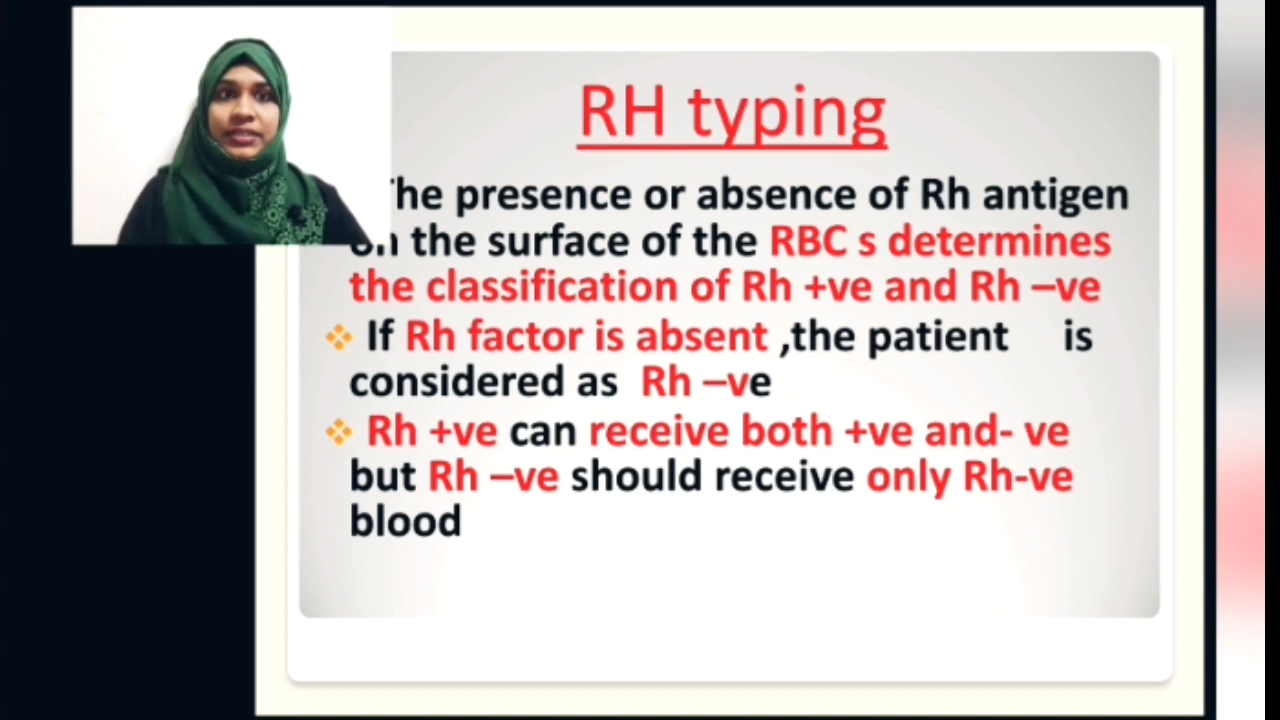 RH typing
The presence or absence of Rh antigen
on the surface of the RBC s determines
the classification of Rh +ve and Rh –ve
If Rh factor is absent ,the patient is
considered as Rh –ve
Rh +ve can receive both +ve and- ve
but Rh –ve should receive only Rh-ve
blood